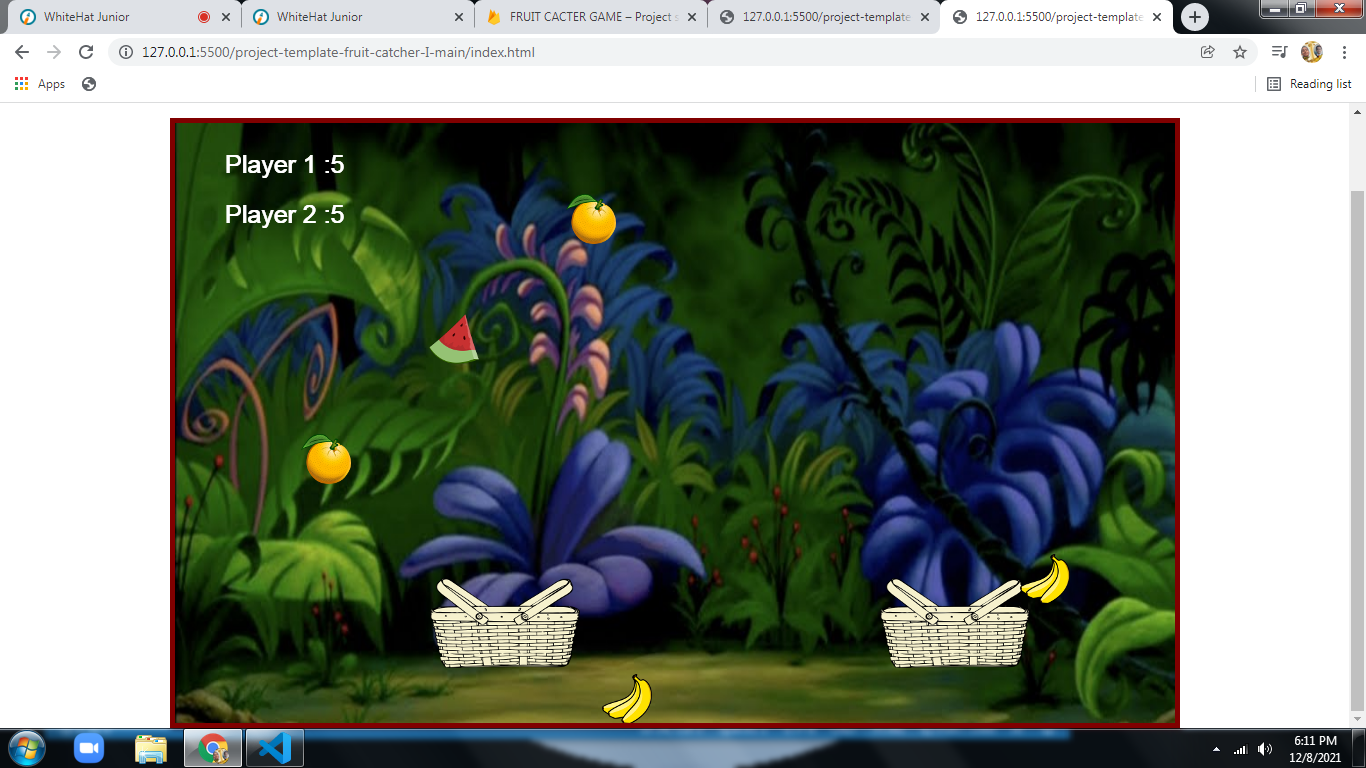 WhiteHat Junior
WhiteHat Junior
FRUIT CACTER GAME – Project s
127.0.0.1:5500/project-template
127.0.0.1:5500/project-template
127.0.0.1:5500/project-template-fruit-catcher-I-main/index.html
Apps
Reading list
Player 1 :5
Player 2 :5
6:11 PM
12/8/2021